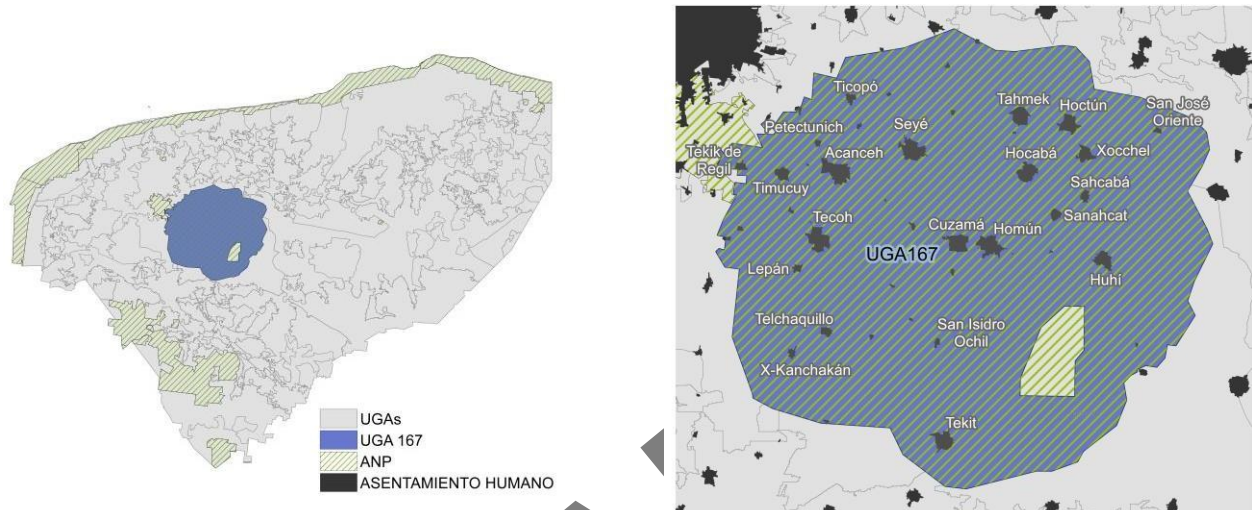 UGAs
UGA 167
ANP
ASENTAMIENTO HUMANO
Ticopó
Tahmek
Hoctún
San José
Oriente
Petectunich
Seyé
Tekik de
Regil
Acanceh
Hocabá
Xocchel
Timucuy
Sahcabá
Tecoh
Cuzamá
Homún
Sanahcat
UGA167
Lepán
Huhí
Telchaquillo
San Isidro
Ochil
X-Kanchakán
Tekit